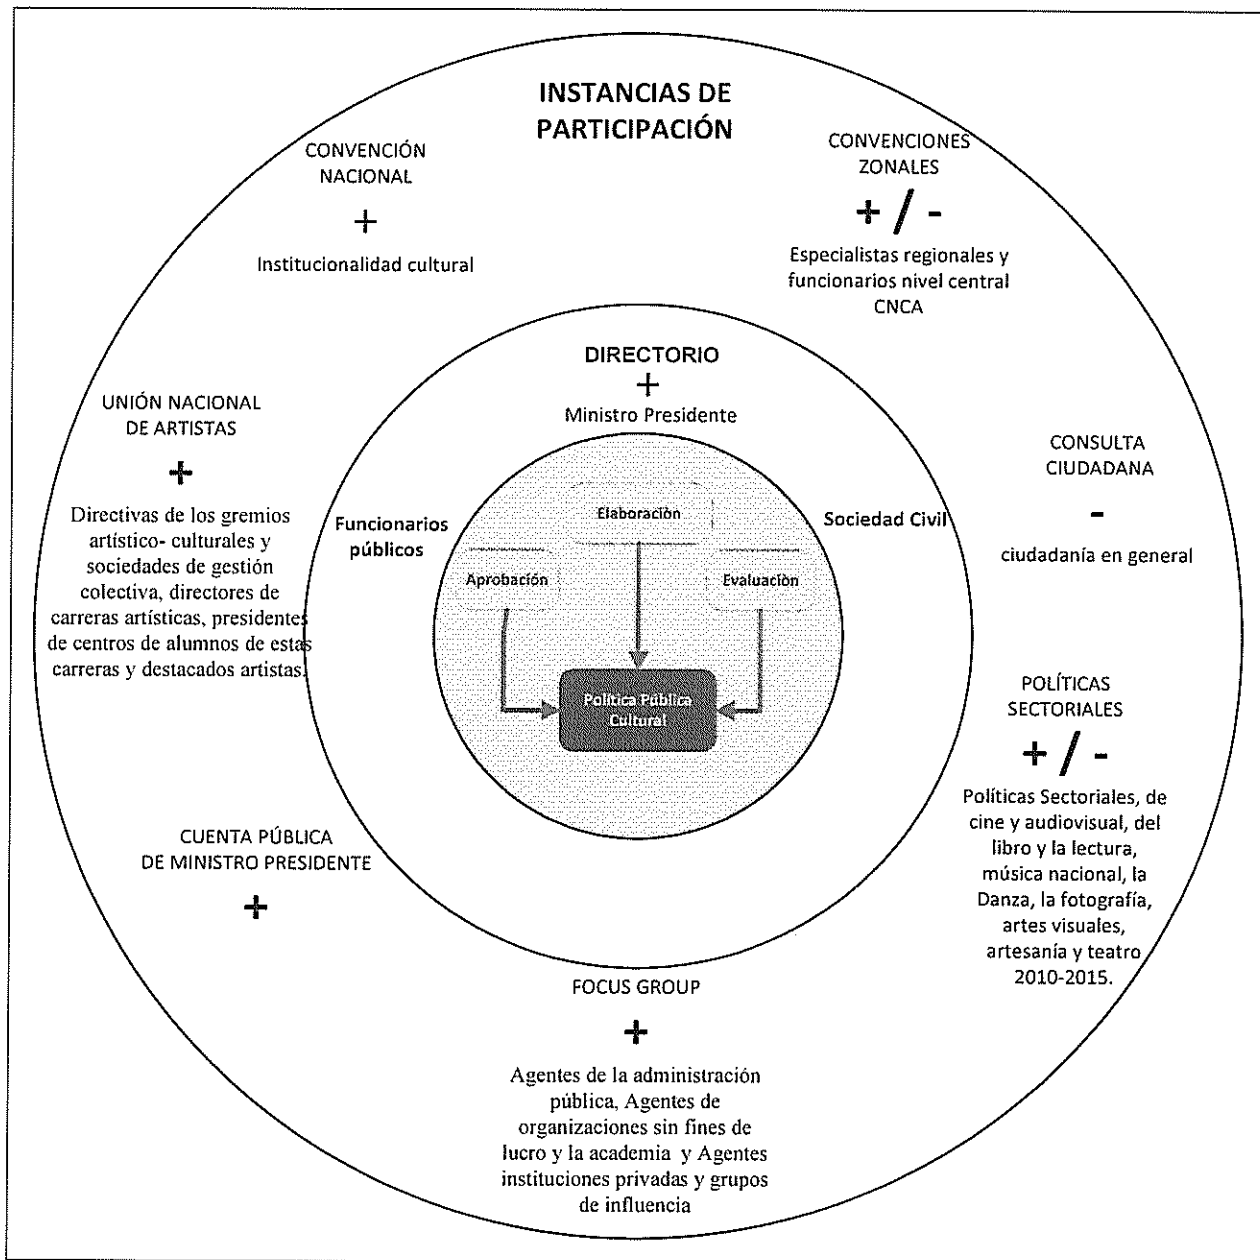 INSTANCIAS DE
PARTICIPACIÓN
CONVENCIÓN
NACIONAL
+
Institucionalidad cultural
CONVENCIONES
ZONALES
+ / -
Especialistas regionales y
funcionarios nivel central
CNCA
UNIÓN NACIONAL
DE ARTISTAS
+
Directivas de los gremios
artístico- culturales y
sociedades de gestión
colectiva, directores de
carreras artísticas, presidentes
de centros de alumnos de estas
carreras y destacados artistas.
DIRECTORIO
+
Ministro Presidente
Funcionarios
públicos
Sociedad Civil
Elaboración
Aprobación
Evaluación
Política Pública
Cultural
CONSULTA
CIUDADANA
-
ciudadanía en general
POLÍTICAS
SECTORIALES
+ / -
Políticas Sectoriales, de
cine y audiovisual, del
libro y la lectura,
música nacional, la
Danza, la fotografía,
artes visuales,
artesanía y teatro
2010-2015.
CUENTA PÚBLICA
DE MINISTRO PRESIDENTE
+
FOCUS GROUP
+
Agentes de la administración
pública, Agentes de
organizaciones sin fines de
lucro y la academia y Agentes
instituciones privadas y grupos
de influencia